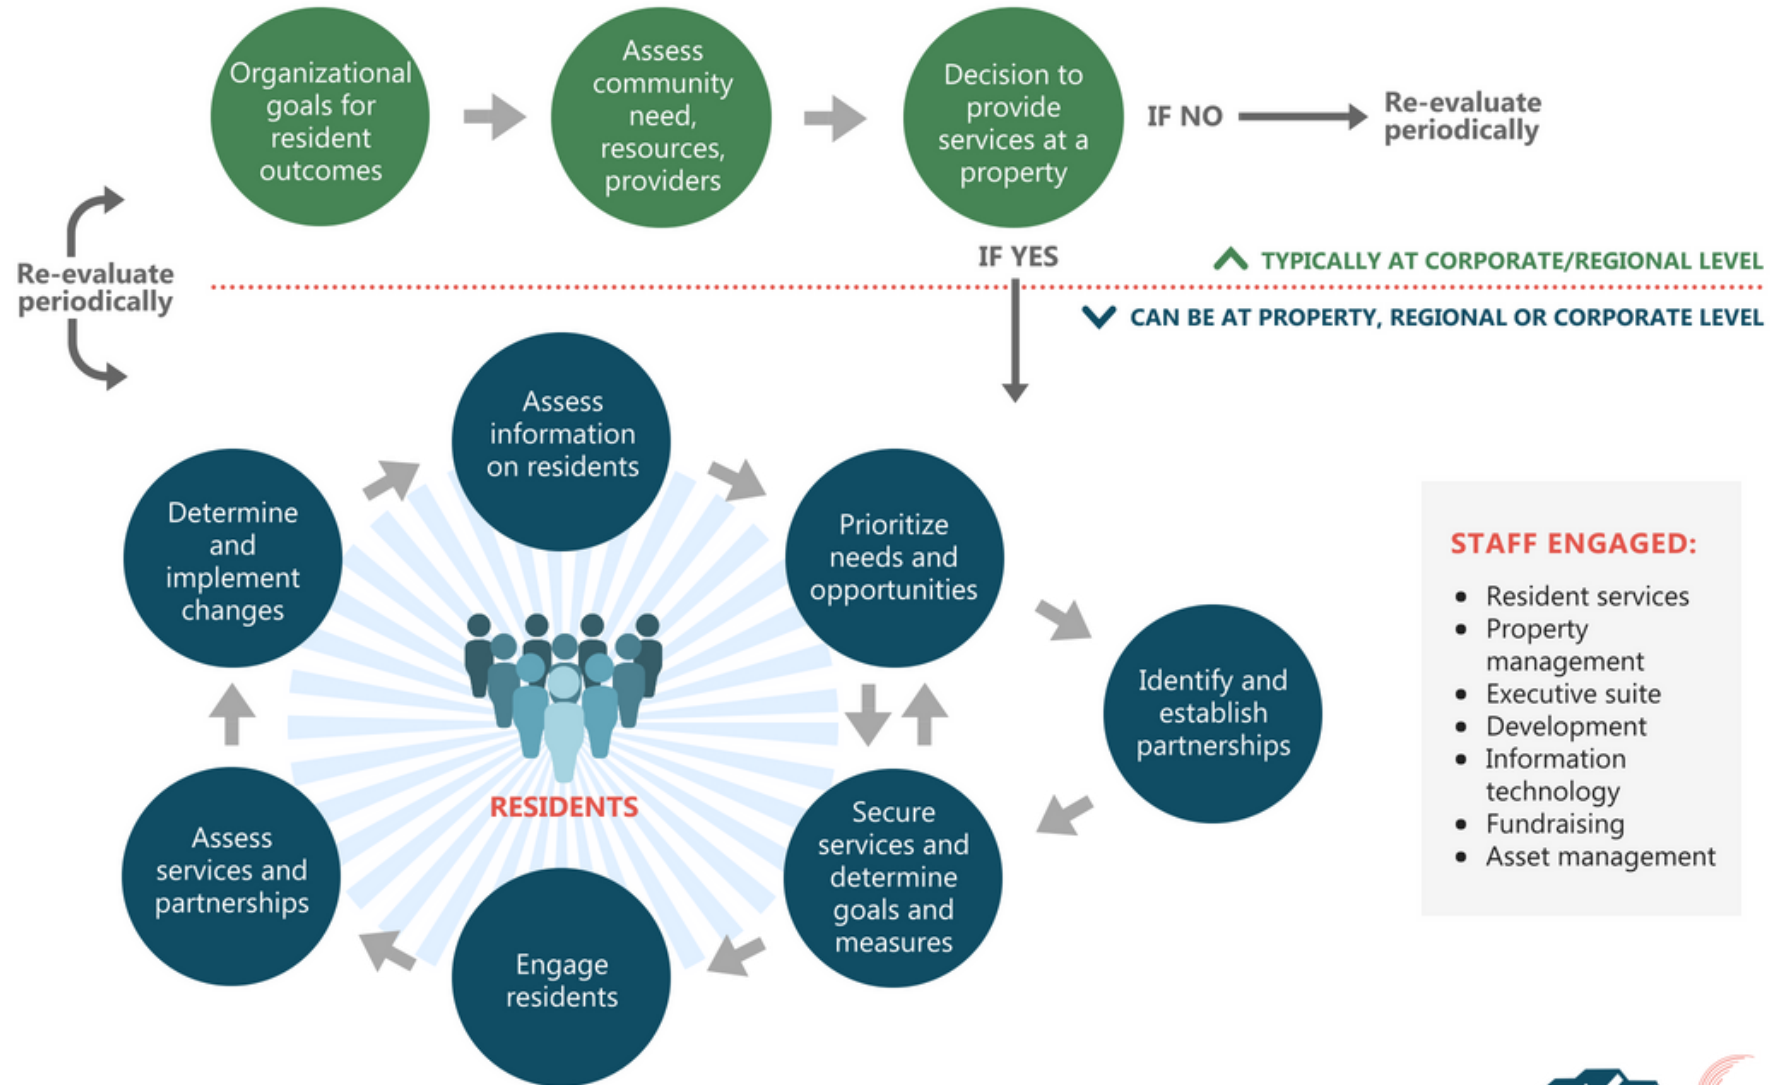 Organizational
goals for
resident
outcomes
Assess
community
need,
resources,
providers
Decision to
provide
services at a
property
IF NO
Re-evaluate
periodically
IF YES
TYPICALLY AT CORPORATE/REGIONAL LEVEL
Re-evaluate
periodically
CAN BE AT PROPERTY, REGIONAL OR CORPORATE LEVEL
Assess
information
on residents
Prioritize
needs and
opportunities
Identify and
establish
partnerships
Secure
services and
determine
goals and
measures
Engage
residents
Assess
services and
partnerships
Determine
and
implement
changes
RESIDENTS
STAFF ENGAGED:
• Resident services
• Property
management
• Executive suite
• Development
• Information
technology
• Fundraising
• Asset management